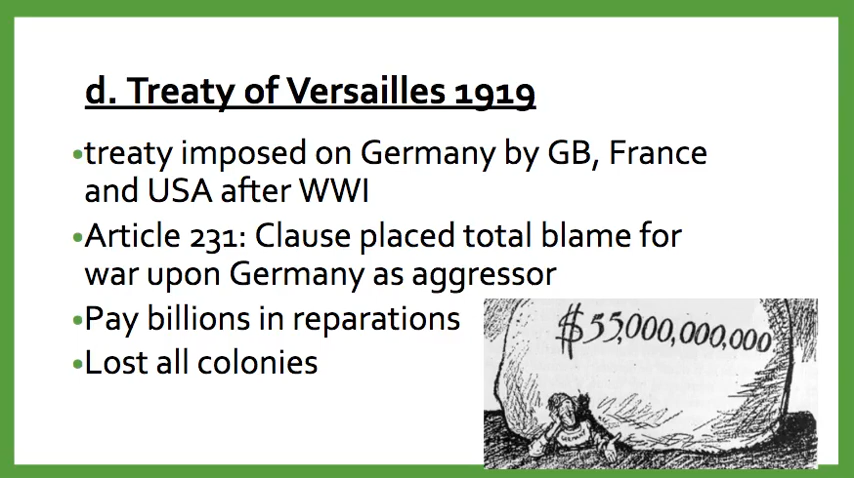 d. Treaty of Versailles 1919
•treaty imposed on Germany by GB, France
and USA after WWI
•Article 231: Clause placed total blame for
war upon Germany as aggressor
•Pay billions in reparations
•Lost all colonies
$55,000,000,000
GERMANY